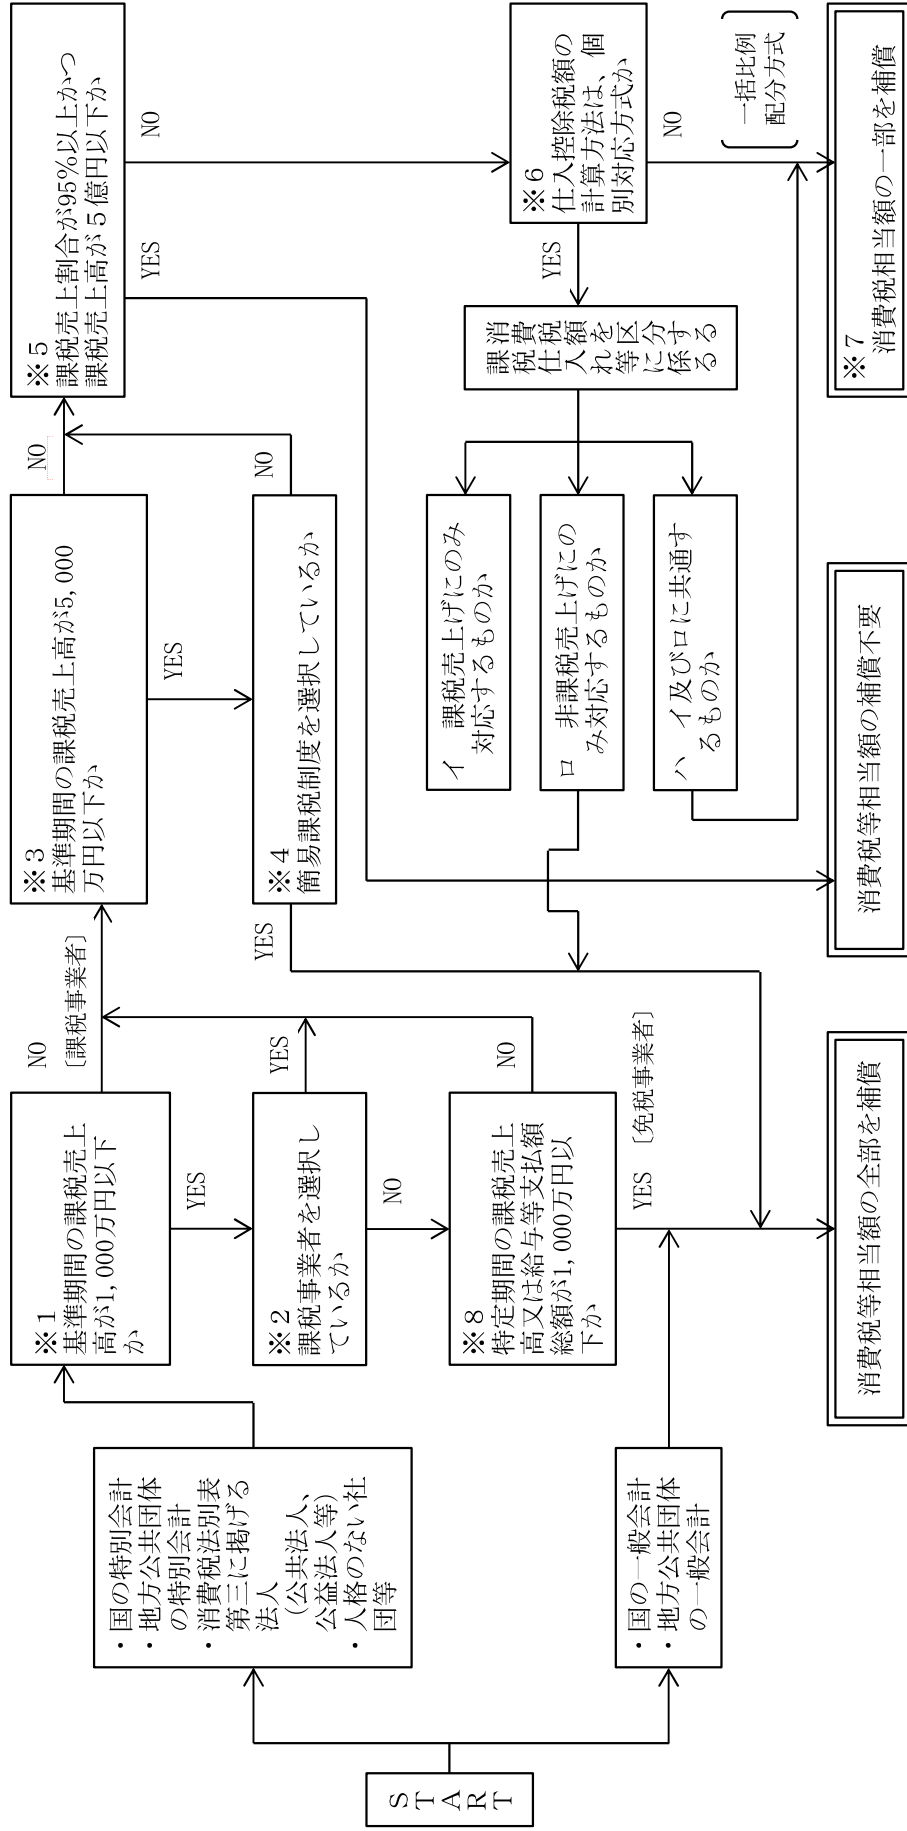 START
・国の特別会計
・地方公共団体
の特別会計
・消費税法別表
第三に掲げる
法人
(公共法人、
公益法人等)
・人格のない社
団等
・国の一般会計
・地方公共団体
の一般会計
※1
基準期間の課税売上
高が1,000万円以下
か
NO
〔課税事業者〕
YES
※2
課税事業者を選択し
ているか
YES
NO
※8
特定期間の課税売上
高又は給与等支払額
総額が1,000万円以
下か
NO
YES
〔免税事業者〕
※3
基準期間の課税売上高が5,000
万円以下か
NO
YES
※4
簡易課税制度を選択しているか
YES
NO
※5
課税売上割合が95%以上かつ
課税売上高が5億円以下か
YES
NO
※6
仕入控除税額の
計算方法は、個
別対応方式か
YES
NO
一括比例
配分方式
課税仕入れ等に係る
消費税額を区分する
イ 課税売上げにのみ
対応するものか
ロ 非課税売上げにの
み対応するものか
ハ イ及びロに共通す
るものか
消費税等相当額の全部を補償
消費税等相当額の補償不要
※7
消費税相当額の一部を補償